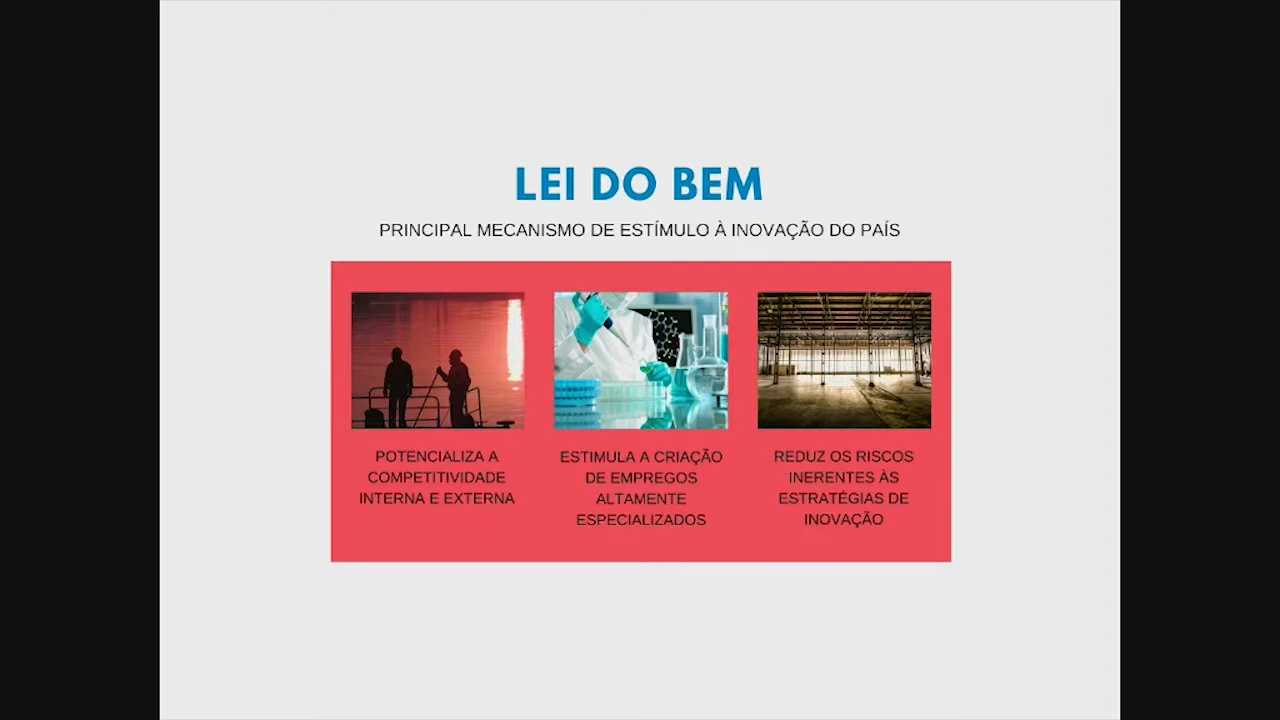 LEI DO BEM
PRINCIPAL MECANISMO DE ESTÍMULO À INOVAÇÃO DO PAÍS
POTENCIALIZA A
COMPETITIVIDADE
INTERNA E EXTERNA
ESTIMULA A CRIAÇÃO
DE EMPREGOS
ALTAMENTE
ESPECIALIZADOS
REDUZ OS RISCOS
INERENTES ÀS
ESTRATÉGIAS DE
INOVAÇÃO